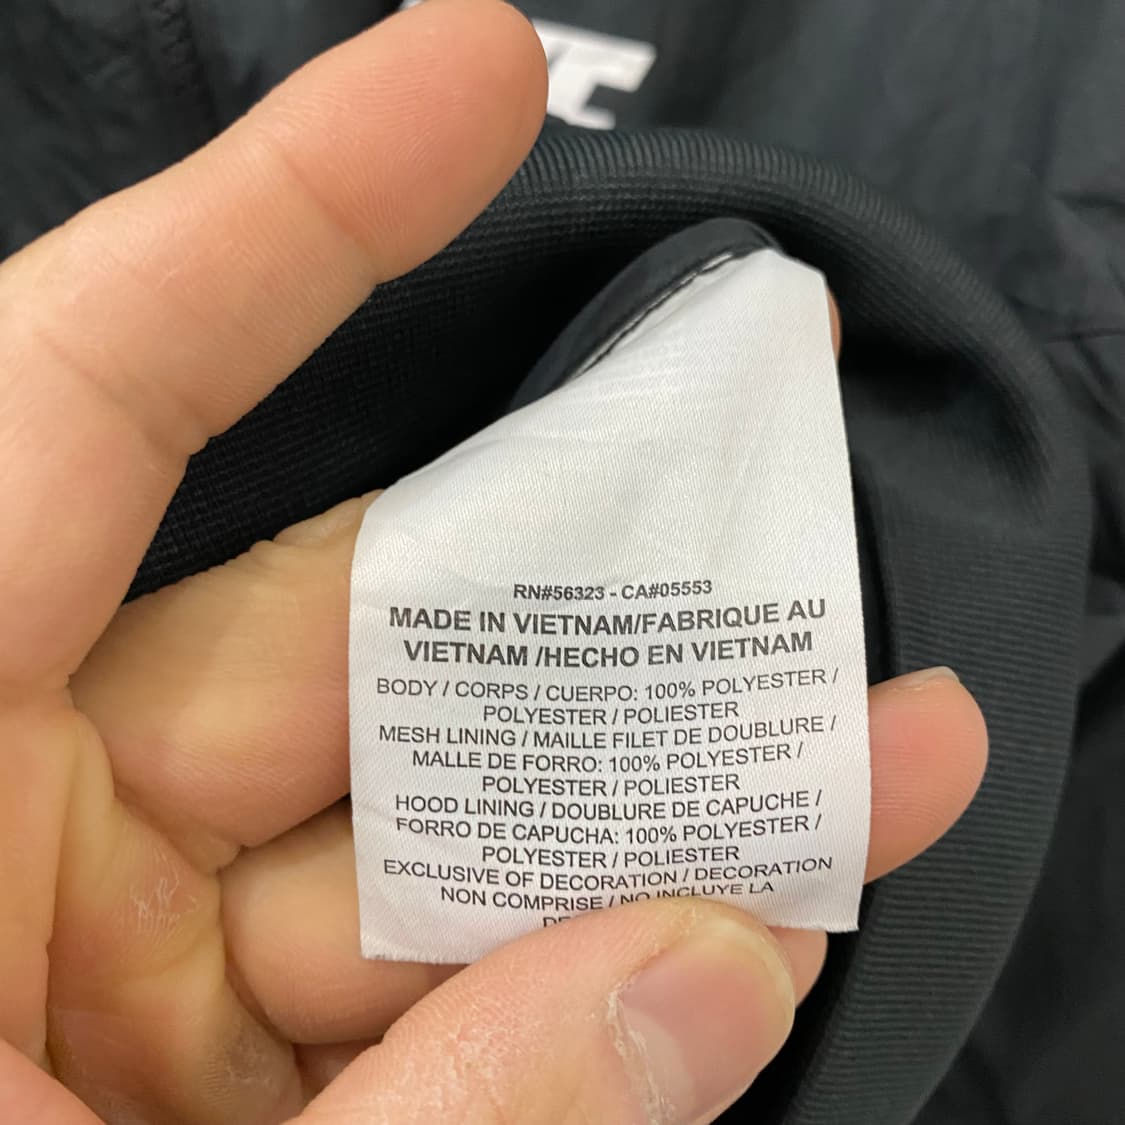 RN#56323 - CA#05553
MADE IN VIETNAM/FABRIQUE AU
VIETNAM /HECHO EN VIETNAM
BODY / CORPS / CUERPO: 100% POLYESTER /
POLYESTER / POLIESTER
MESH LINING / MAILLE FILET DE DOUBLURE /
MALLE DE FORRO: 100% POLYESTER /
POLYESTER / POLIESTER
HOOD LINING / DOUBLURE DE CAPUCHE /
FORRO DE CAPUCHA: 100% POLYESTER /
POLYESTER / POLIESTER
EXCLUSIVE OF DECORATION / DECORATION
NON COMPRISE / NO INCLUYE LA